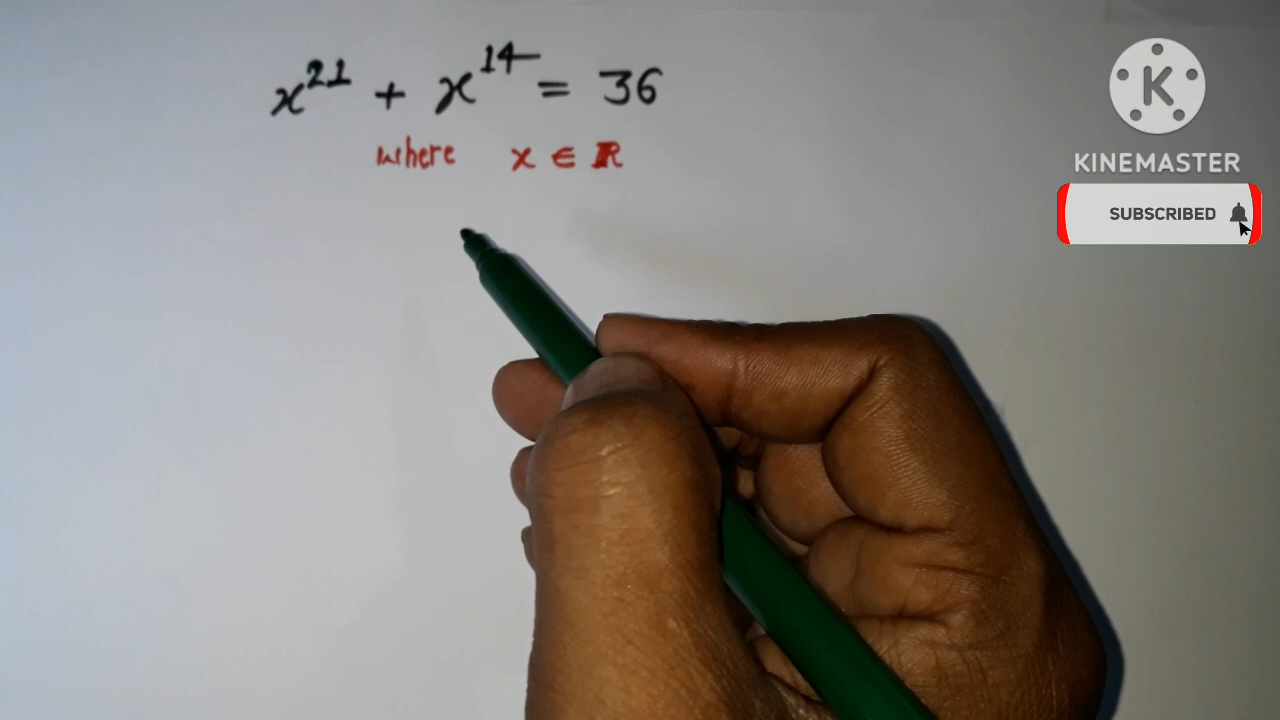 x²¹ + x¹⁴ = 36
where x ∈ ℝ
KINEMASTER
SUBSCRIBED